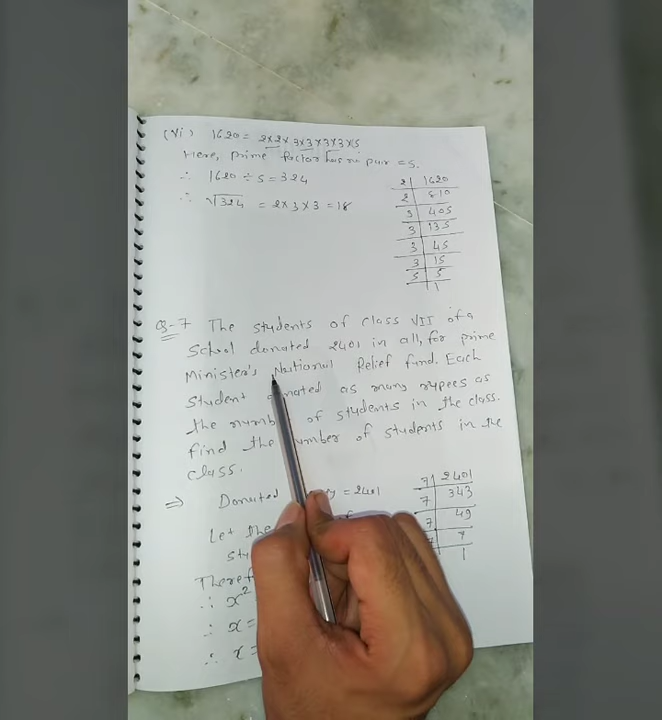 (vi) 1620 = 2×2×3×3×3×3×5
Here, prime factor has no pair = 5.
∴ 1620 ÷ 5 = 324
∴ √324 = 2×3×3 = 18
2 | 1620
2 | 810
3 | 405
3 | 135
3 | 45
3 | 15
5 | 5
1
Q-7 The students of class VII of a
School donated 2401 in all, for prime
Minister's National Relief fund. Each
Student donated as many rupees as
the numb of students in the class.
find the number of students in the
class.
⇒ Donated = 2401
Let the
stu
Theref
∴ x²
∴ x =
∴ x =
7 | 2401
7 | 343
7 | 49
7
1